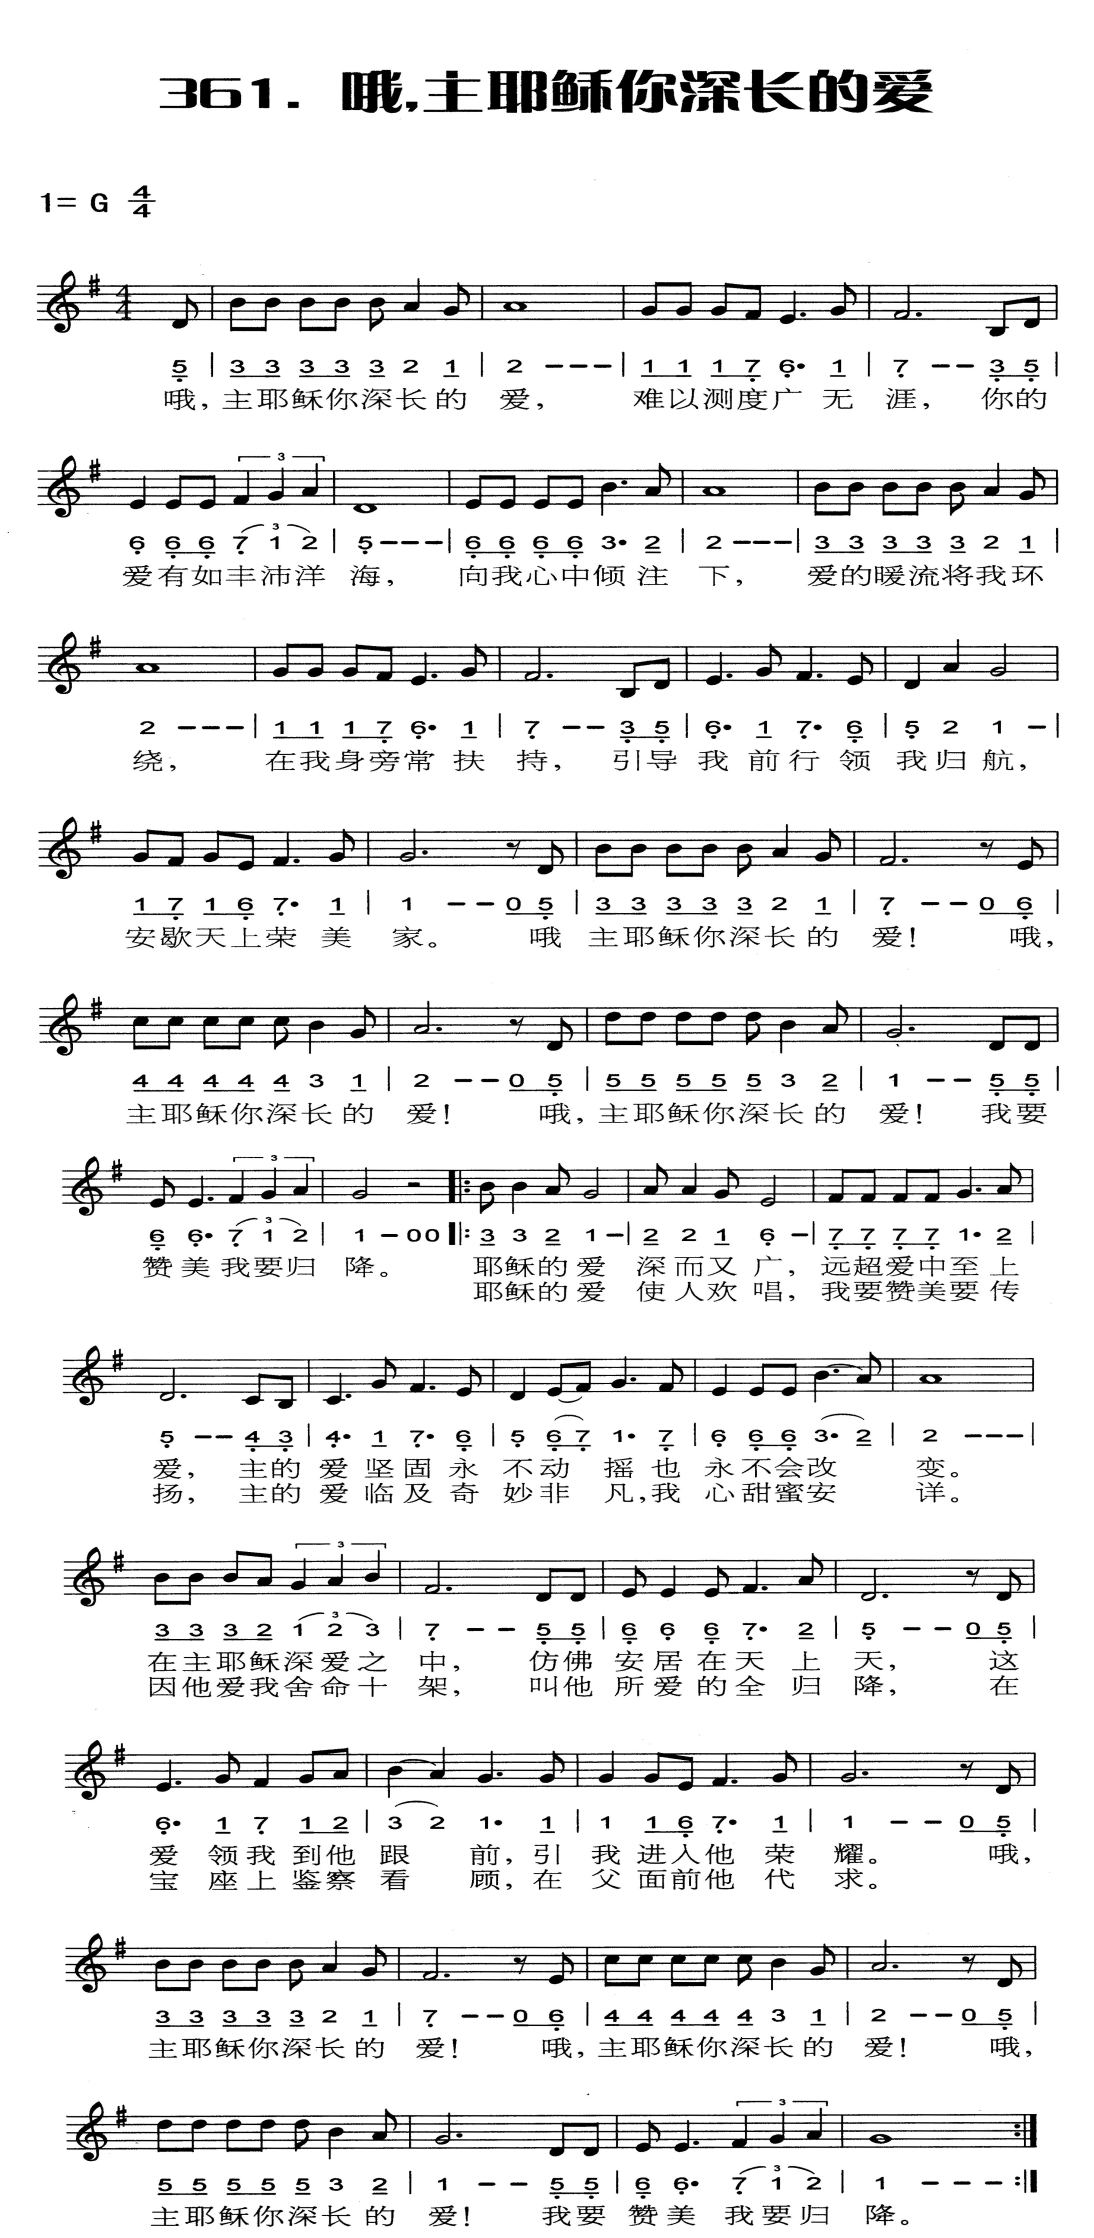 361. 哦,主耶稣你深长的爱
1= G 4/4
5 | 3 3 3 3 3 2 1 | 2 - - - | 1 1 1 7 6· 1 | 7 - - 3 5 |
哦, 主耶稣你深长的 爱, 难以测度广 无 涯, 你的
3
6 6 6 7 1 2 | 5 - - - | 6 6 6 6 3· 2 | 2 - - - | 3 3 3 3 3 2 1 |
爱有如丰沛洋 海, 向我心中倾 注 下, 爱的暖流将我环
2 - - - | 1 1 1 7 6· 1 | 7 - - 3 5 | 6· 1 7· 6 | 5 2 1 - |
绕, 在我身旁常 扶 持, 引导 我 前行 领 我归航,
1 7 1 6 7· 1 | 1 - - 0 5 | 3 3 3 3 3 2 1 | 7 - - 0 6 |
安歇天上荣 美 家。 哦 主耶稣你深长的 爱! 哦,
4 4 4 4 4 3 1 | 2 - - 0 5 | 5 5 5 5 5 3 2 | 1 - - 5 5 |
主耶稣你深长的 爱! 哦, 主耶稣你深长的 爱! 我要
3
6 6· 7 1 2 | 1 - 0 0 |: 3 3 2 1 - | 2 2 1 6 - | 7 7 7 7 1· 2 |
赞美 我要归 降。 耶稣的爱 深而又广, 远超爱中至上
耶稣的爱 使人欢唱, 我要赞美要传
5 - - 4 3 | 4· 1 7· 6 | 5 6 7 1· 7 | 6 6 6 3· 2 | 2 - - - |
爱, 主的 爱坚固永 不动 摇也 永不会改 变。
扬, 主的 爱临及奇 妙非 凡,我 心甜蜜安 详。
3
3 3 3 2 1 2 3 | 7 - - 5 5 | 6 6 6 7· 2 | 5 - - 0 5 |
在主耶稣深爱之 中, 仿佛 安居在天 上 天, 这
因他爱我舍命十 架, 叫他 所爱的全 归 降, 在
6· 1 7 1 2 | 3 2 1· 1 | 1 1 6 7· 1 | 1 - - 0 5 |
爱 领我 到他 跟 前,引 我 进入他 荣 耀。 哦,
宝 座上 鉴察 看 顾,在 父 面前他 代 求。
3 3 3 3 3 2 1 | 7 - - 0 6 | 4 4 4 4 4 3 1 | 2 - - 0 5 |
主耶稣你深长的 爱! 哦, 主耶稣你深长的 爱! 哦,
3
5 5 5 5 5 3 2 | 1 - - 5 5 | 6 6· 7 1 2 | 1 - - - :|
主耶稣你深长的 爱! 我要 赞美 我要归 降。